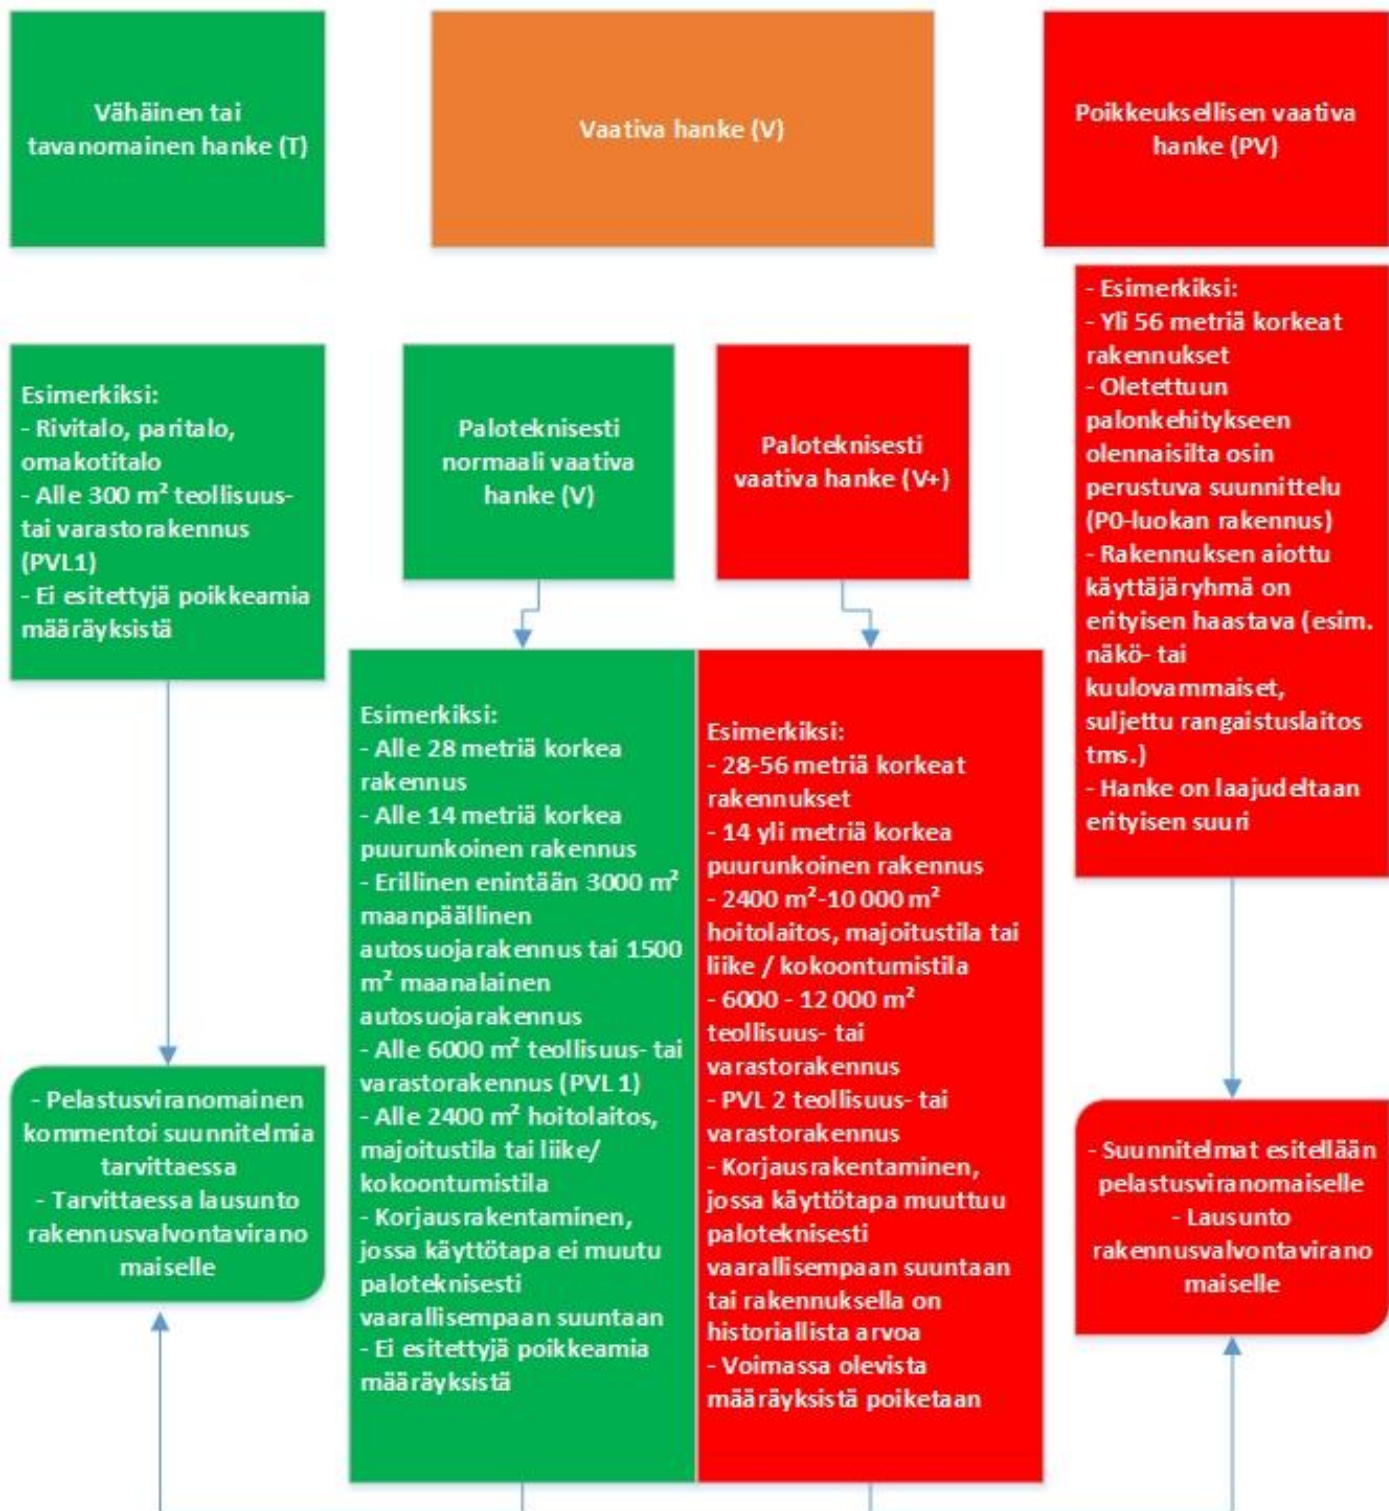 Vähäinen tai
tavanomainen hanke (T)
Vaativa hanke (V)
Poikkeuksellisen vaativa
hanke (PV)
Esimerkiksi:
- Rivitalo, paritalo,
omakotitalo
- Alle 300 m² teollisuus-
tai varastorakennus
(PVL1)
- Ei esitettyjä poikkeamia
määräyksistä
Paloteknisesti
normaali vaativa
hanke (V)
Paloteknisesti
vaativa hanke (V+)
- Esimerkiksi:
- Yli 56 metriä korkeat
rakennukset
- Oletettuun
palonkehitykseen
olennaisilta osin
perustuva suunnittelu
(P0-luokan rakennus)
- Rakennuksen aiottu
käyttäjäryhmä on
erityisen haastava (esim.
näkö- tai
kuulovammaiset,
suljettu rangaistuslaitos
tms.)
- Hanke on laajudeltaan
erityisen suuri
Esimerkiksi:
- Alle 28 metriä korkea
rakennus
- Alle 14 metriä korkea
puurunkoinen rakennus
- Erillinen enintään 3000 m²
maanpäällinen
autosuojarakennus tai 1500
m² maanalainen
autosuojarakennus
- Alle 6000 m² teollisuus- tai
varastorakennus (PVL 1)
- Alle 2400 m² hoitolaitos,
majoitustila tai liike/
kokoontumistila
- Korjausrakentaminen,
jossa käyttötapa ei muutu
paloteknisesti
vaarallisempaan suuntaan
- Ei esitettyjä poikkeamia
määräyksistä
Esimerkiksi:
- 28-56 metriä korkeat
rakennukset
- 14 yli metriä korkea
puurunkoinen rakennus
- 2400 m²-10 000 m²
hoitolaitos, majoitustila tai
liike / kokoontumistila
- 6000 - 12 000 m²
teollisuus- tai
varastorakennus
- PVL 2 teollisuus- tai
varastorakennus
- Korjausrakentaminen,
jossa käyttötapa muuttuu
paloteknisesti
vaarallisempaan suuntaan
tai rakennuksella on
historiallista arvoa
- Voimassa olevista
määräyksistä poiketaan
- Pelastusviranomainen
kommentoi suunnitelmia
tarvittaessa
- Tarvittaessa lausunto
rakennusvalvontavirano
maiselle
- Suunnitelmat esitellään
pelastusviranomaiselle
- Lausunto
rakennusvalvontavirano
maiselle